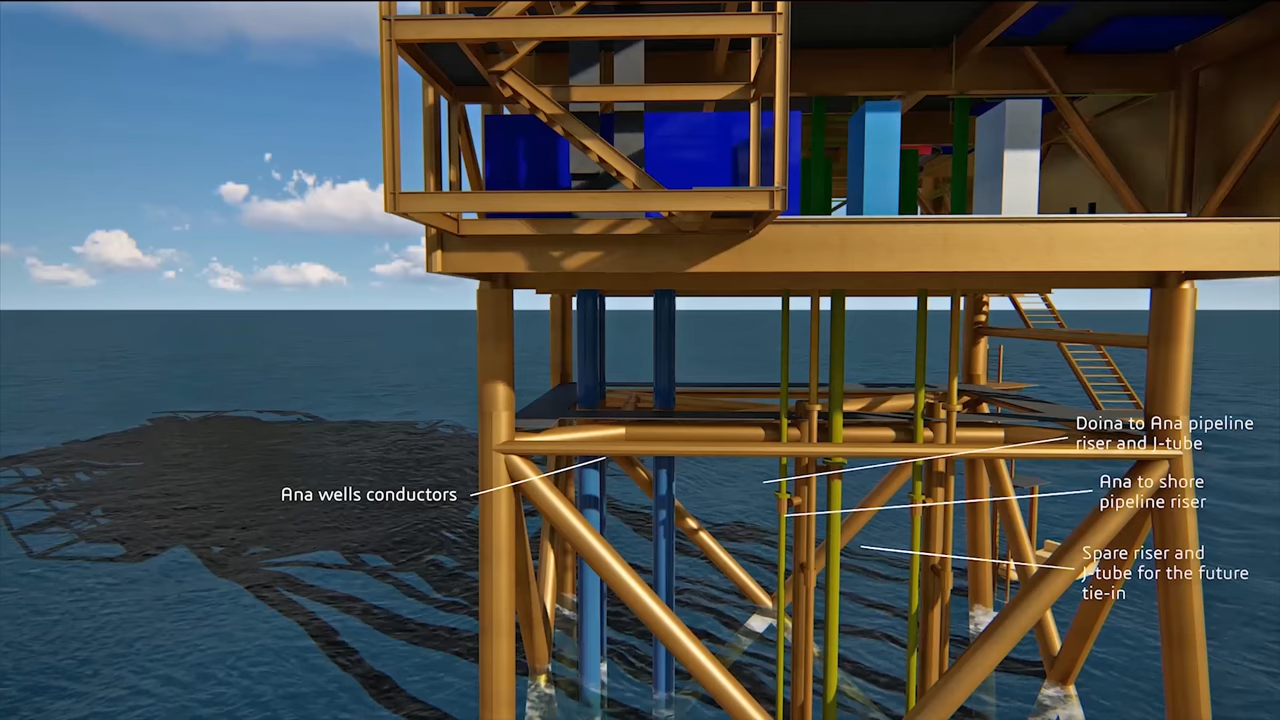 Doina to Ana pipeline
riser and J-tube
Ana wells conductors
Ana to shore
pipeline riser
Spare riser and
J-tube for the future
tie-in